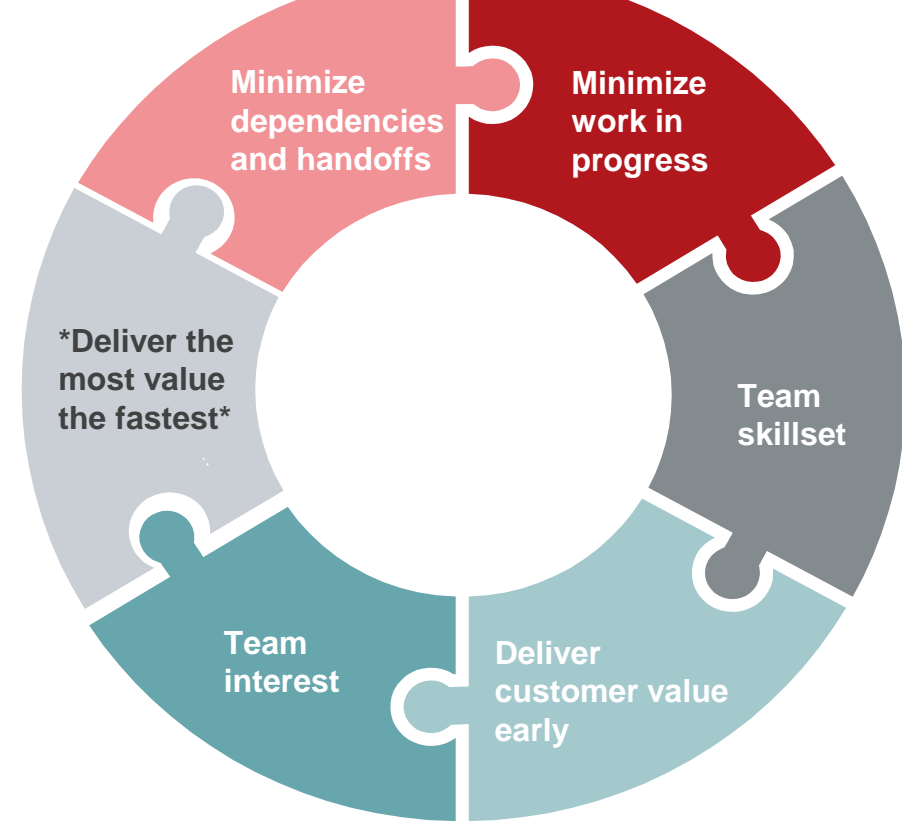 Minimize
dependencies
and handoffs
Minimize
work in
progress
Team
skillset
Deliver
customer value
early
Team
interest
*Deliver the
most value
the fastest*